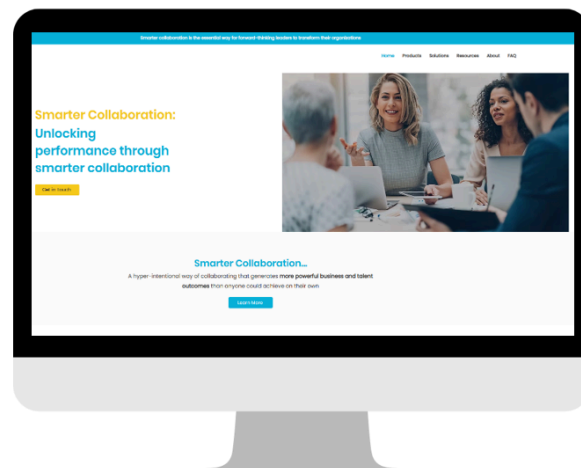 Smarter collaboration is the essential way for forward-thinking leaders to transform their organizations
Home Products Solutions Resources About FAQ
Smarter Collaboration:
Unlocking
performance through
smarter collaboration
Get in touch
Smarter Collaboration...
A hyper-intentional way of collaborating that generates more powerful business and talent
outcomes than anyone could achieve on their own
Learn More